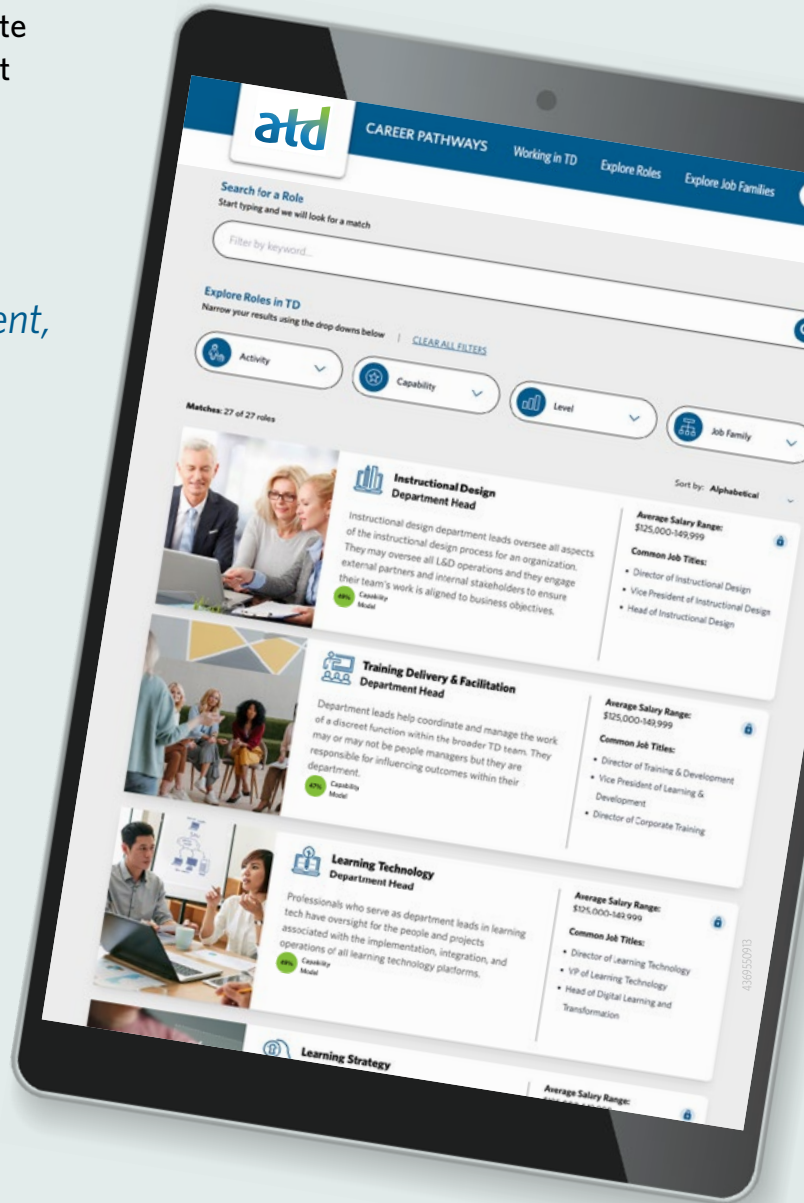 te
t
ent,
atd
CAREER PATHWAYS
Working in TD
Explore Roles
Explore Job Families
Search for a Role
Start typing and we will look for a match
Filter by keyword...
Explore Roles in TD
Narrow your results using the drop downs below | CLEAR ALL FILTERS
Activity
Capability
Level
Job Family
Matches: 27 of 27 roles
Sort by: Alphabetical
Instructional Design
Department Head
Instructional design department leads oversee all aspects
of the instructional design process for an organization.
They may oversee all L&D operations and they engage
external partners and internal stakeholders to ensure
their team's work is aligned to business objectives.
Capability
Model
Average Salary Range:
$125,000-149,999
Common Job Titles:
• Director of Instructional Design
• Vice President of Instructional Design
• Head of Instructional Design
Training Delivery & Facilitation
Department Head
Department leads help coordinate and manage the work
of a discreet function within the broader TD team. They
may or may not be people managers but they are
responsible for influencing outcomes within their
department.
47%
Capability
Model
Average Salary Range:
$125,000-149,999
Common Job Titles:
• Director of Training & Development
• Vice President of Learning &
Development
• Director of Corporate Training
Learning Technology
Department Head
Professionals who serve as department leads in learning
tech have oversight for the people and projects
associated with the implementation, integration, and
operations of all learning technology platforms.
Capability
Model
Average Salary Range:
$125,000-149,999
Common Job Titles:
• Director of Learning Technology
• VP of Learning Technology
• Head of Digital Learning and
Transformation
Learning Strategy
Average Salary Range:
4369550913